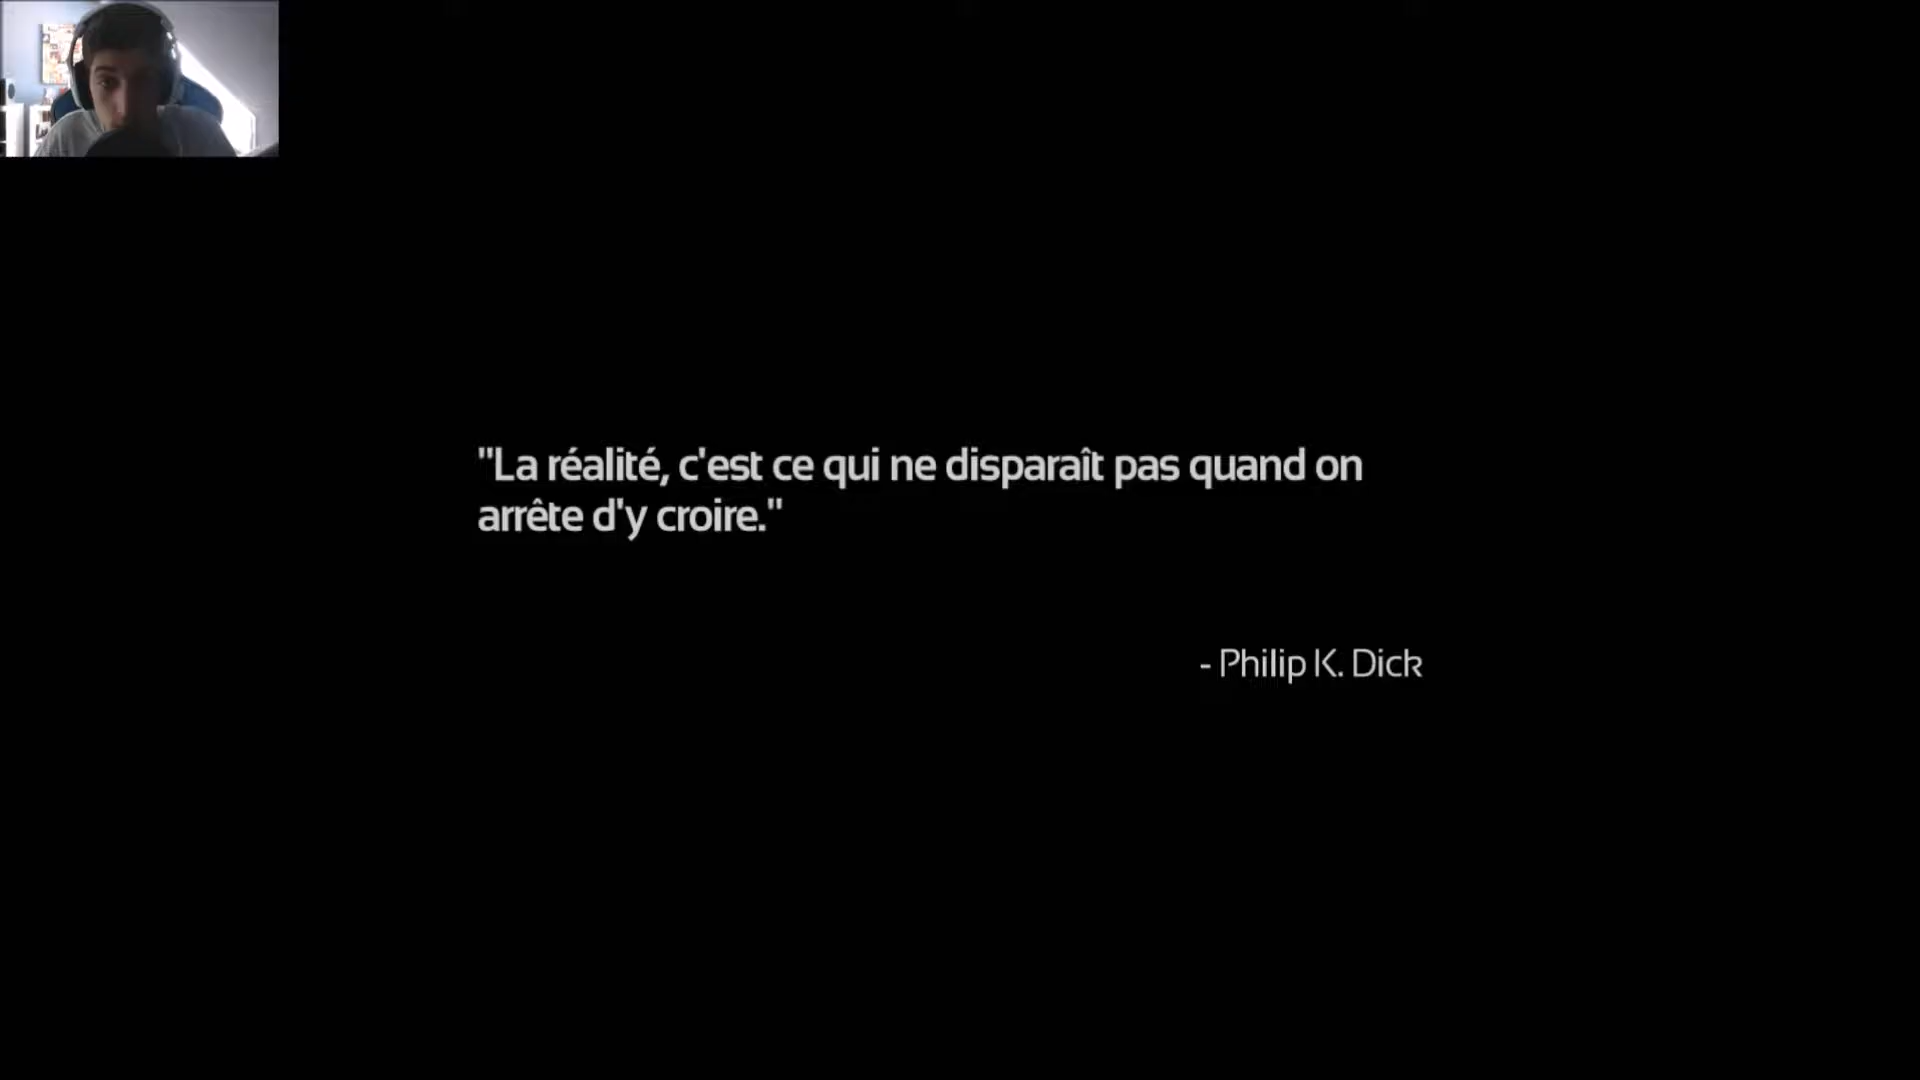 "La réalité, c'est ce qui ne disparaît pas quand on
arrête d'y croire."
- Philip K. Dick